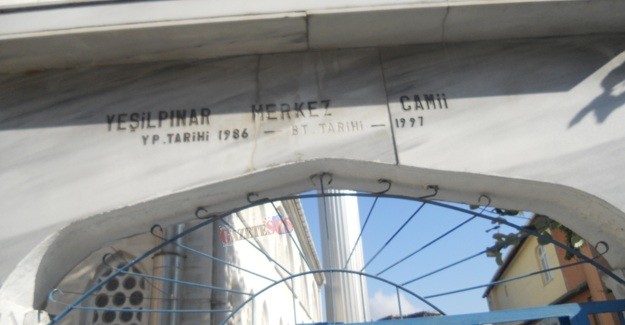 YEŞİLPINAR MERKEZ CAMİİ
YP.TARİHİ 1986 — BT.TARİHİ — 1997